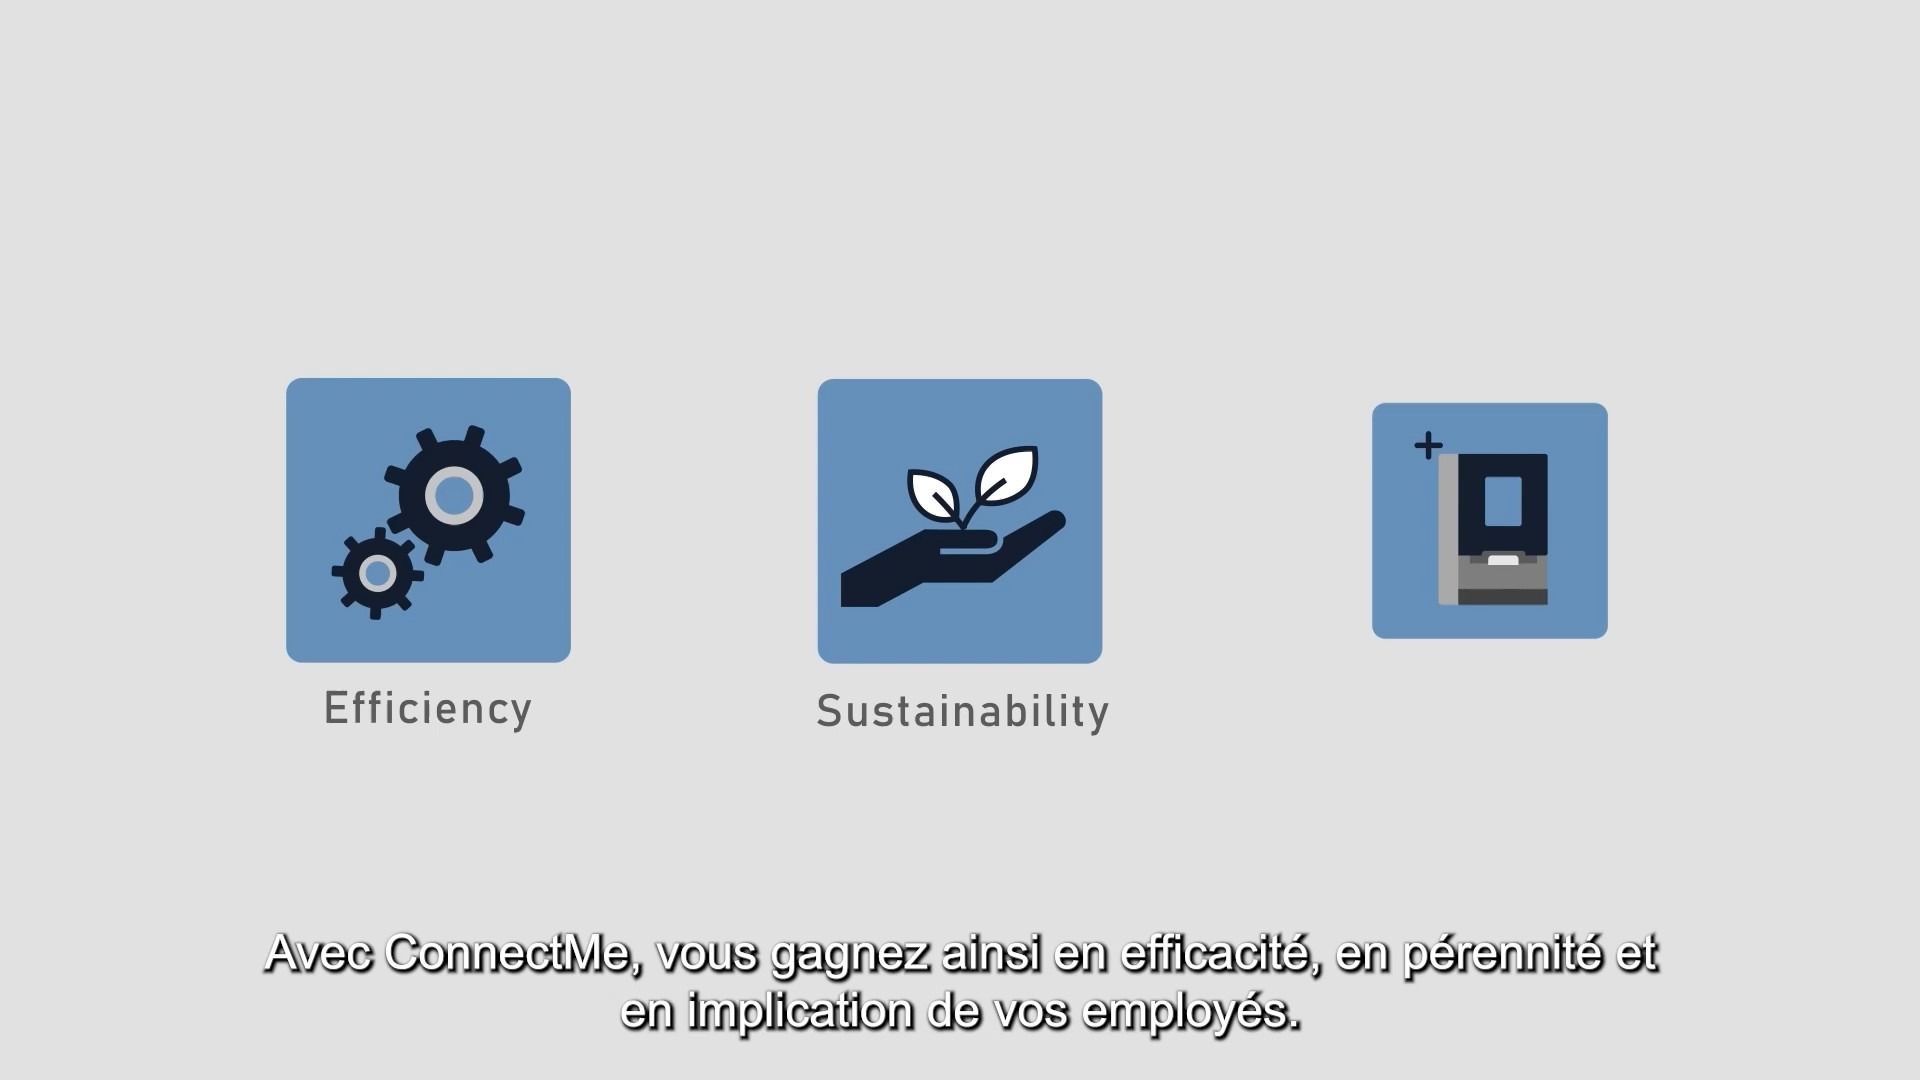 Efficiency
Sustainability
Avec ConnectMe, vous gagnez ainsi en efficacité, en pérennité et
en implication de vos employés.